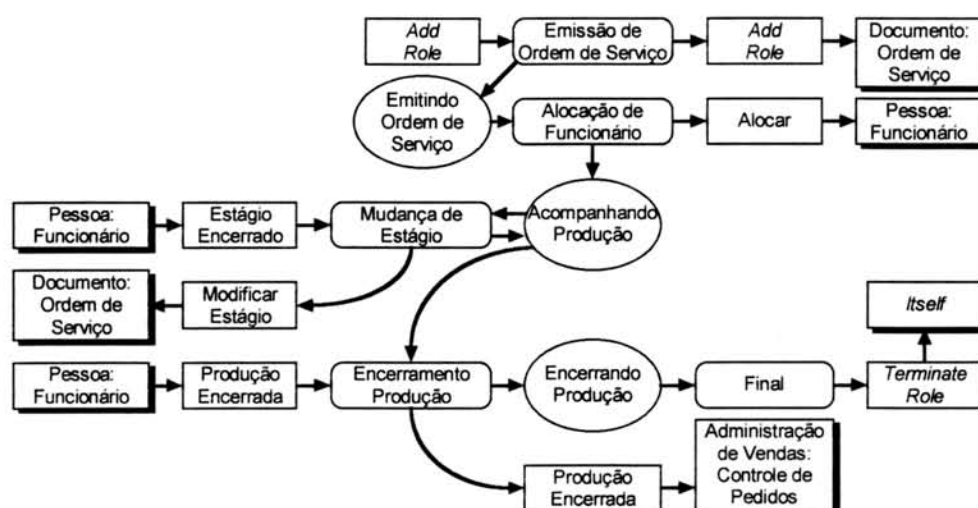 Add
Role
Emissão de
Ordem de Serviço
Add
Role
Documento:
Ordem de
Serviço
Emitindo
Ordem de
Serviço
Alocação de
Funcionário
Alocar
Pessoa:
Funcionário
Pessoa:
Funcionário
Estágio
Encerrado
Mudança de
Estágio
Acompanhando
Produção
Documento:
Ordem de
Serviço
Modificar
Estágio
Itself
Pessoa:
Funcionário
Produção
Encerrada
Encerramento
Produção
Encerrando
Produção
Final
Terminate
Role
Produção
Encerrada
Administração
de Vendas:
Controle de
Pedidos